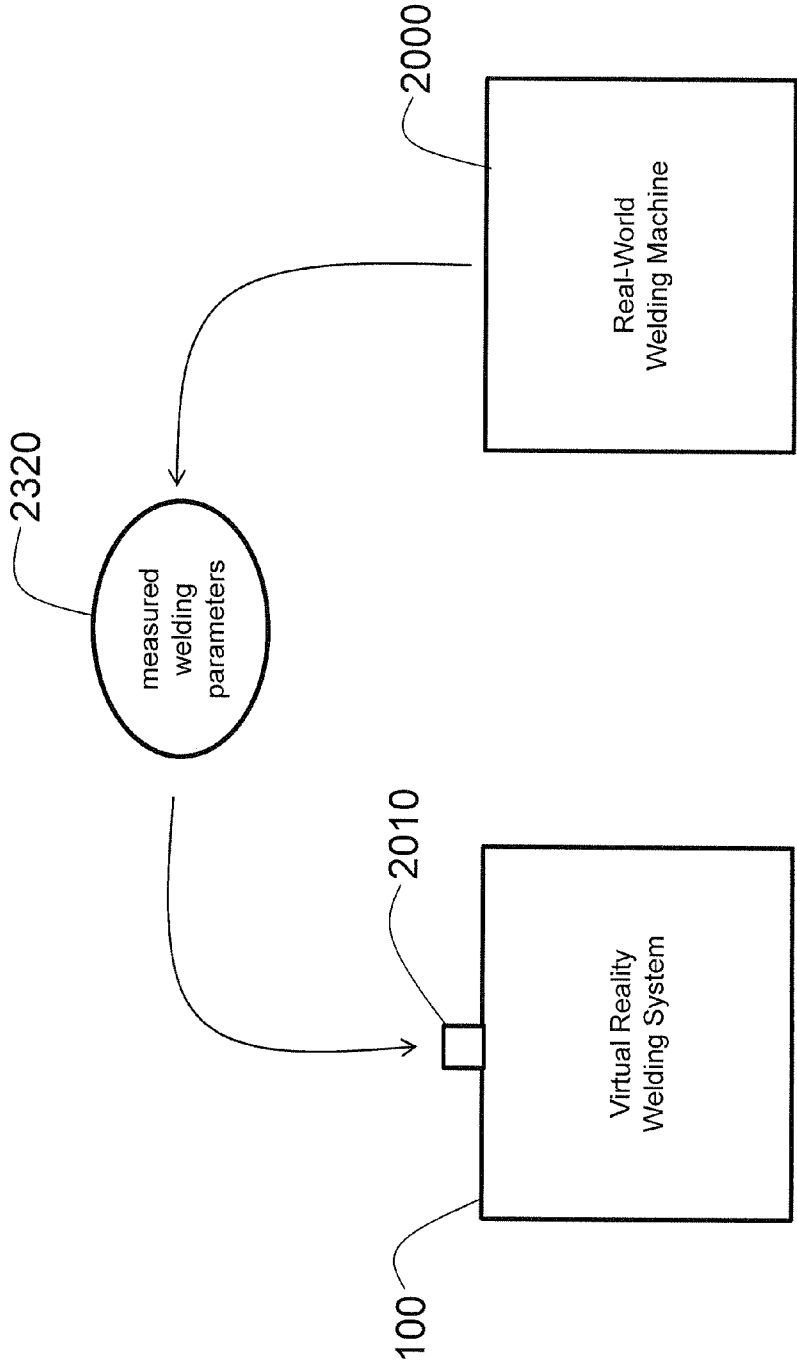 2320
measured
welding
parameters
100
2010
2000
Virtual Reality
Welding System
Real-World
Welding Machine